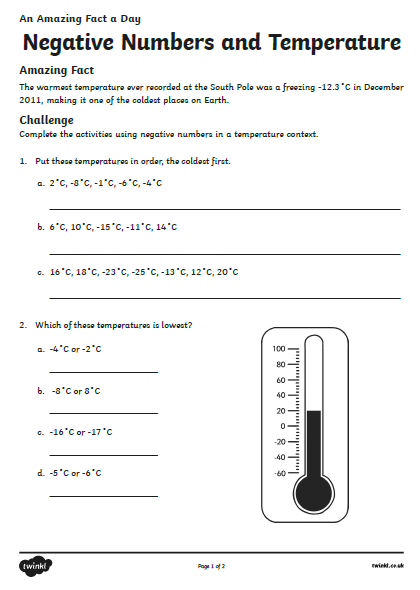 An Amazing Fact a Day
Negative Numbers and Temperature
Amazing Fact
The warmest temperature ever recorded at the South Pole was a freezing -12.3˚C in December
2011, making it one of the coldest places on Earth.
Challenge
Complete the activities using negative numbers in a temperature context.
1. Put these temperatures in order, the coldest first.
a. 2˚C, -8˚C, -1˚C, -6˚C, -4˚C
b. 6˚C, 10˚C, -15˚C, -11˚C, 14˚C
c. 16˚C, 18˚C, -23˚C, -25˚C, -13˚C, 12˚C, 20˚C
2. Which of these temperatures is lowest?
a. -4˚C or -2˚C
b. -8˚C or 8˚C
c. -16˚C or -17˚C
d. -5˚C or -6˚C
100
80
60
40
20
0
-20
-40
-60
twinkl
Page 1 of 2
twinkl.co.uk